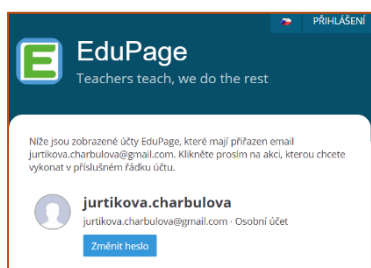 PŘIHLÁŠENÍ
E EduPage
Teachers teach, we do the rest
Níže jsou zobrazené účty EduPage, které mají přiřazen email
jurtikova.charbulova@gmail.com. Klikněte prosím na akci, kterou chcete
vykonat v příslušném řádku účtu.
jurtikova.charbulova
jurtikova.charbulova@gmail.com · Osobní účet
Změnit heslo